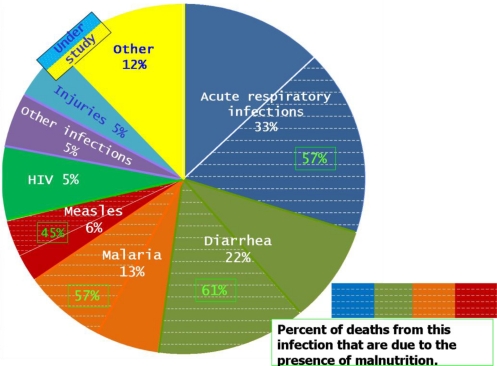 Under
study
Other
12%
Acute respiratory
infections
33%
57%
Injuries 5%
Other infections
5%
HIV 5%
Measles
6%
45%
Malaria
13%
57%
Diarrhea
22%
61%
Percent of deaths from this
infection that are due to the
presence of malnutrition.